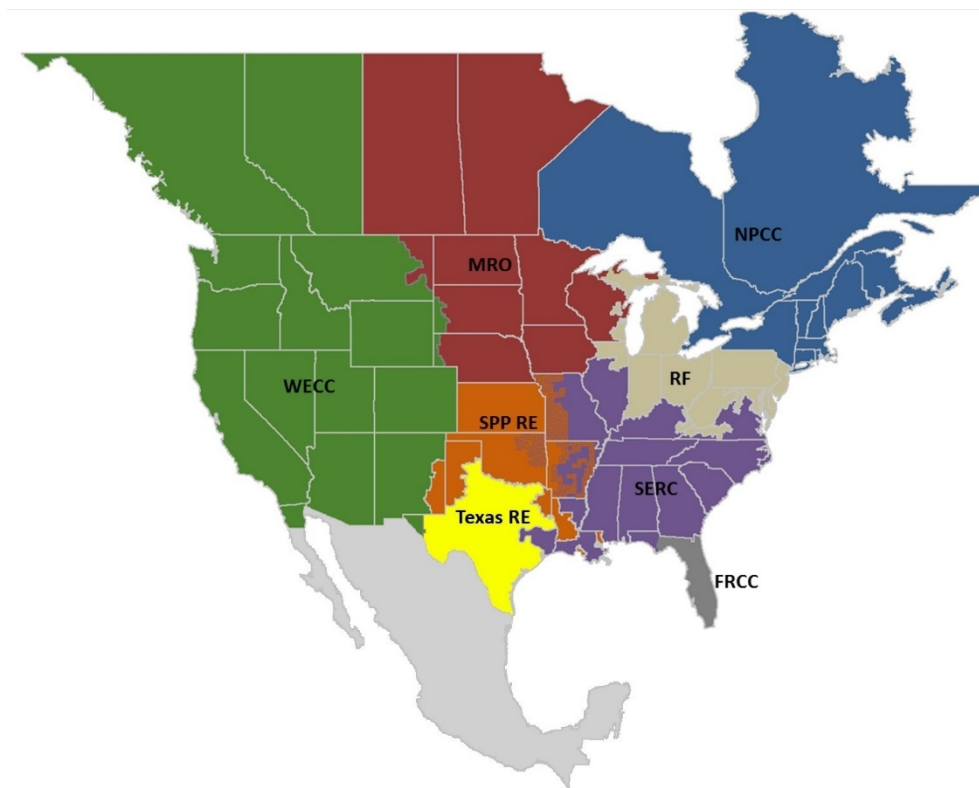 NPCC
MRO
WECC
RF
SPP RE
SERC
Texas RE
FRCC